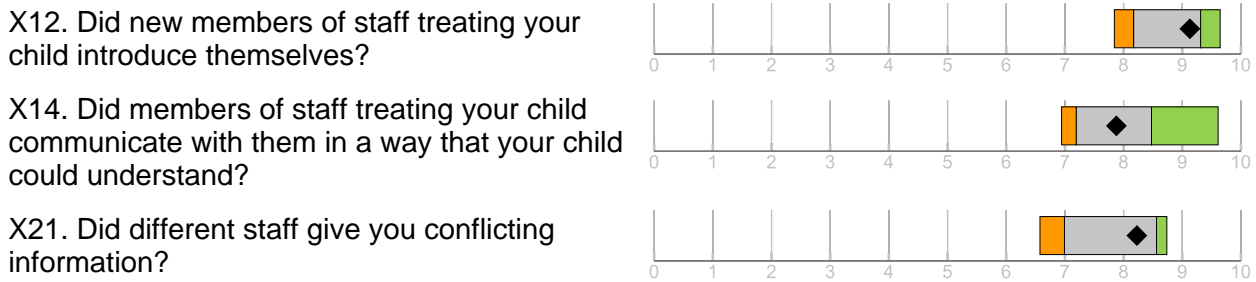 X12. Did new members of staff treating your
child introduce themselves?
0 1 2 3 4 5 6 7 8 9 10
X14. Did members of staff treating your child
communicate with them in a way that your child
could understand?
0 1 2 3 4 5 6 7 8 9 10
X21. Did different staff give you conflicting
information?
0 1 2 3 4 5 6 7 8 9 10